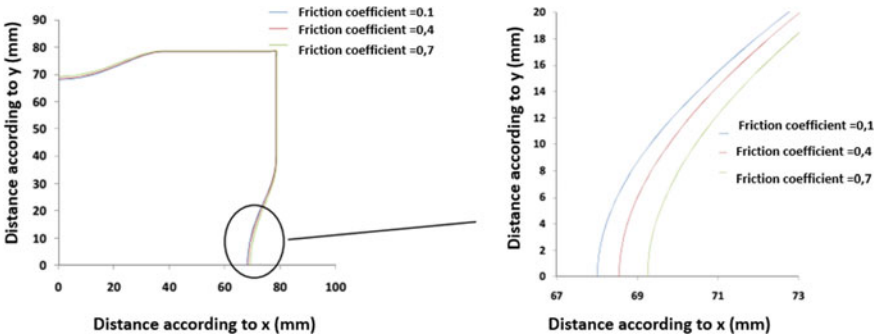 Friction coefficient =0.1
Friction coefficient =0,4
Friction coefficient =0,7
Distance according to y (mm)
90
80
70
60
50
40
30
20
10
0
0 20 40 60 80 100
Distance according to x (mm)
Distance according to y (mm)
20
18
16
14
12
10
8
6
4
2
0
67 69 71 73
Distance according to x (mm)
Friction coefficient =0,1
Friction coefficient =0,4
Friction coefficient =0,7